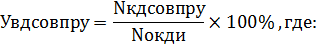 Увдсовпру = Nкдсовпру / Nокди × 100% , где: